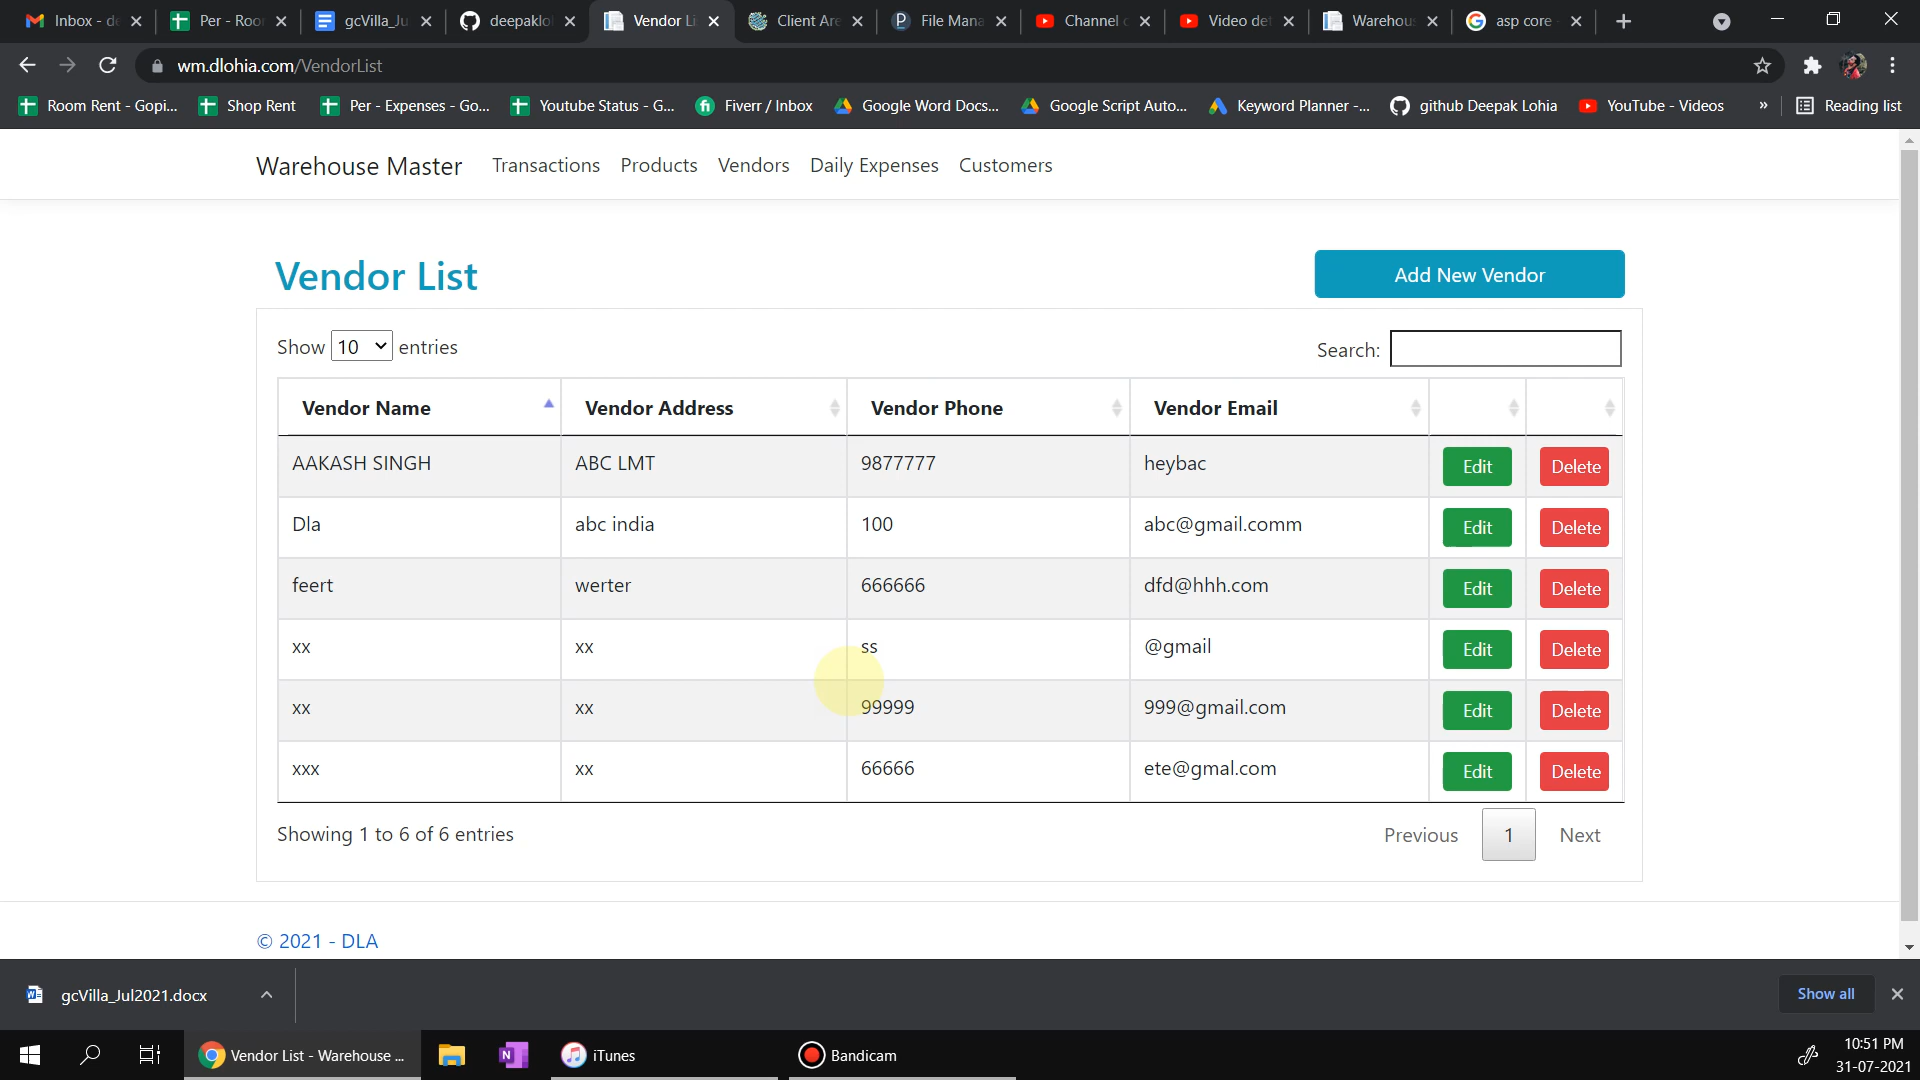 Inbox - de
Per - Roor
gcVilla_Ju
deepaklol
Vendor Li
Client Are
File Mana
Channel c
Video det
Warehous
asp core
wm.dlohia.com/VendorList
Room Rent - Gopi...
Shop Rent
Per - Expenses - Go...
Youtube Status - G...
Fiverr / Inbox
Google Word Docs...
Google Script Auto...
Keyword Planner -...
github Deepak Lohia
YouTube - Videos
»
Reading list
Warehouse Master Transactions Products Vendors Daily Expenses Customers
Vendor List
Add New Vendor
Show 10 entries
Search:
Vendor Name Vendor Address Vendor Phone Vendor Email
AAKASH SINGH ABC LMT 9877777 heybac Edit Delete
Dla abc india 100 abc@gmail.comm Edit Delete
feert werter 666666 dfd@hhh.com Edit Delete
xx xx ss @gmail Edit Delete
xx xx 99999 999@gmail.com Edit Delete
xxx xx 66666 ete@gmal.com Edit Delete
Showing 1 to 6 of 6 entries
Previous 1 Next
© 2021 - DLA
gcVilla_Jul2021.docx
Show all
Vendor List - Warehouse ...
iTunes
Bandicam
10:51 PM
31-07-2021